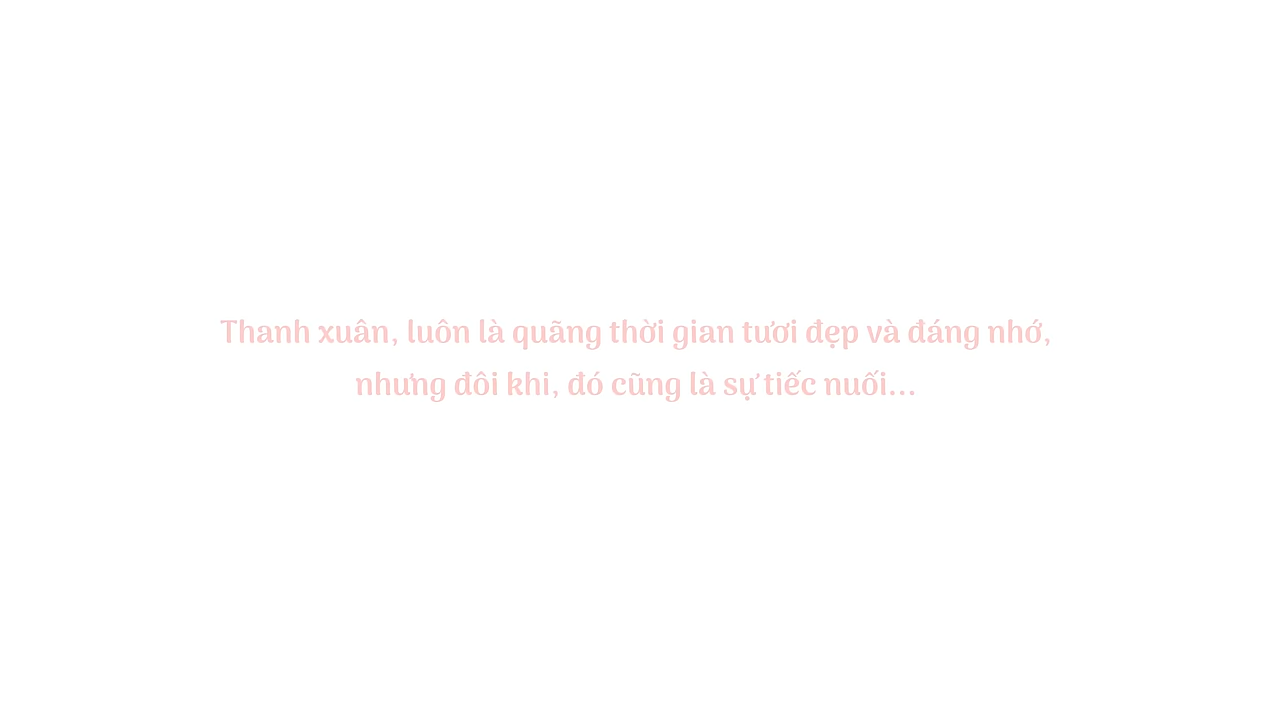 Thanh xuân, luôn là quãng thời gian tươi đẹp và đáng nhớ,
nhưng đôi khi, đó cũng là sự tiếc nuối...